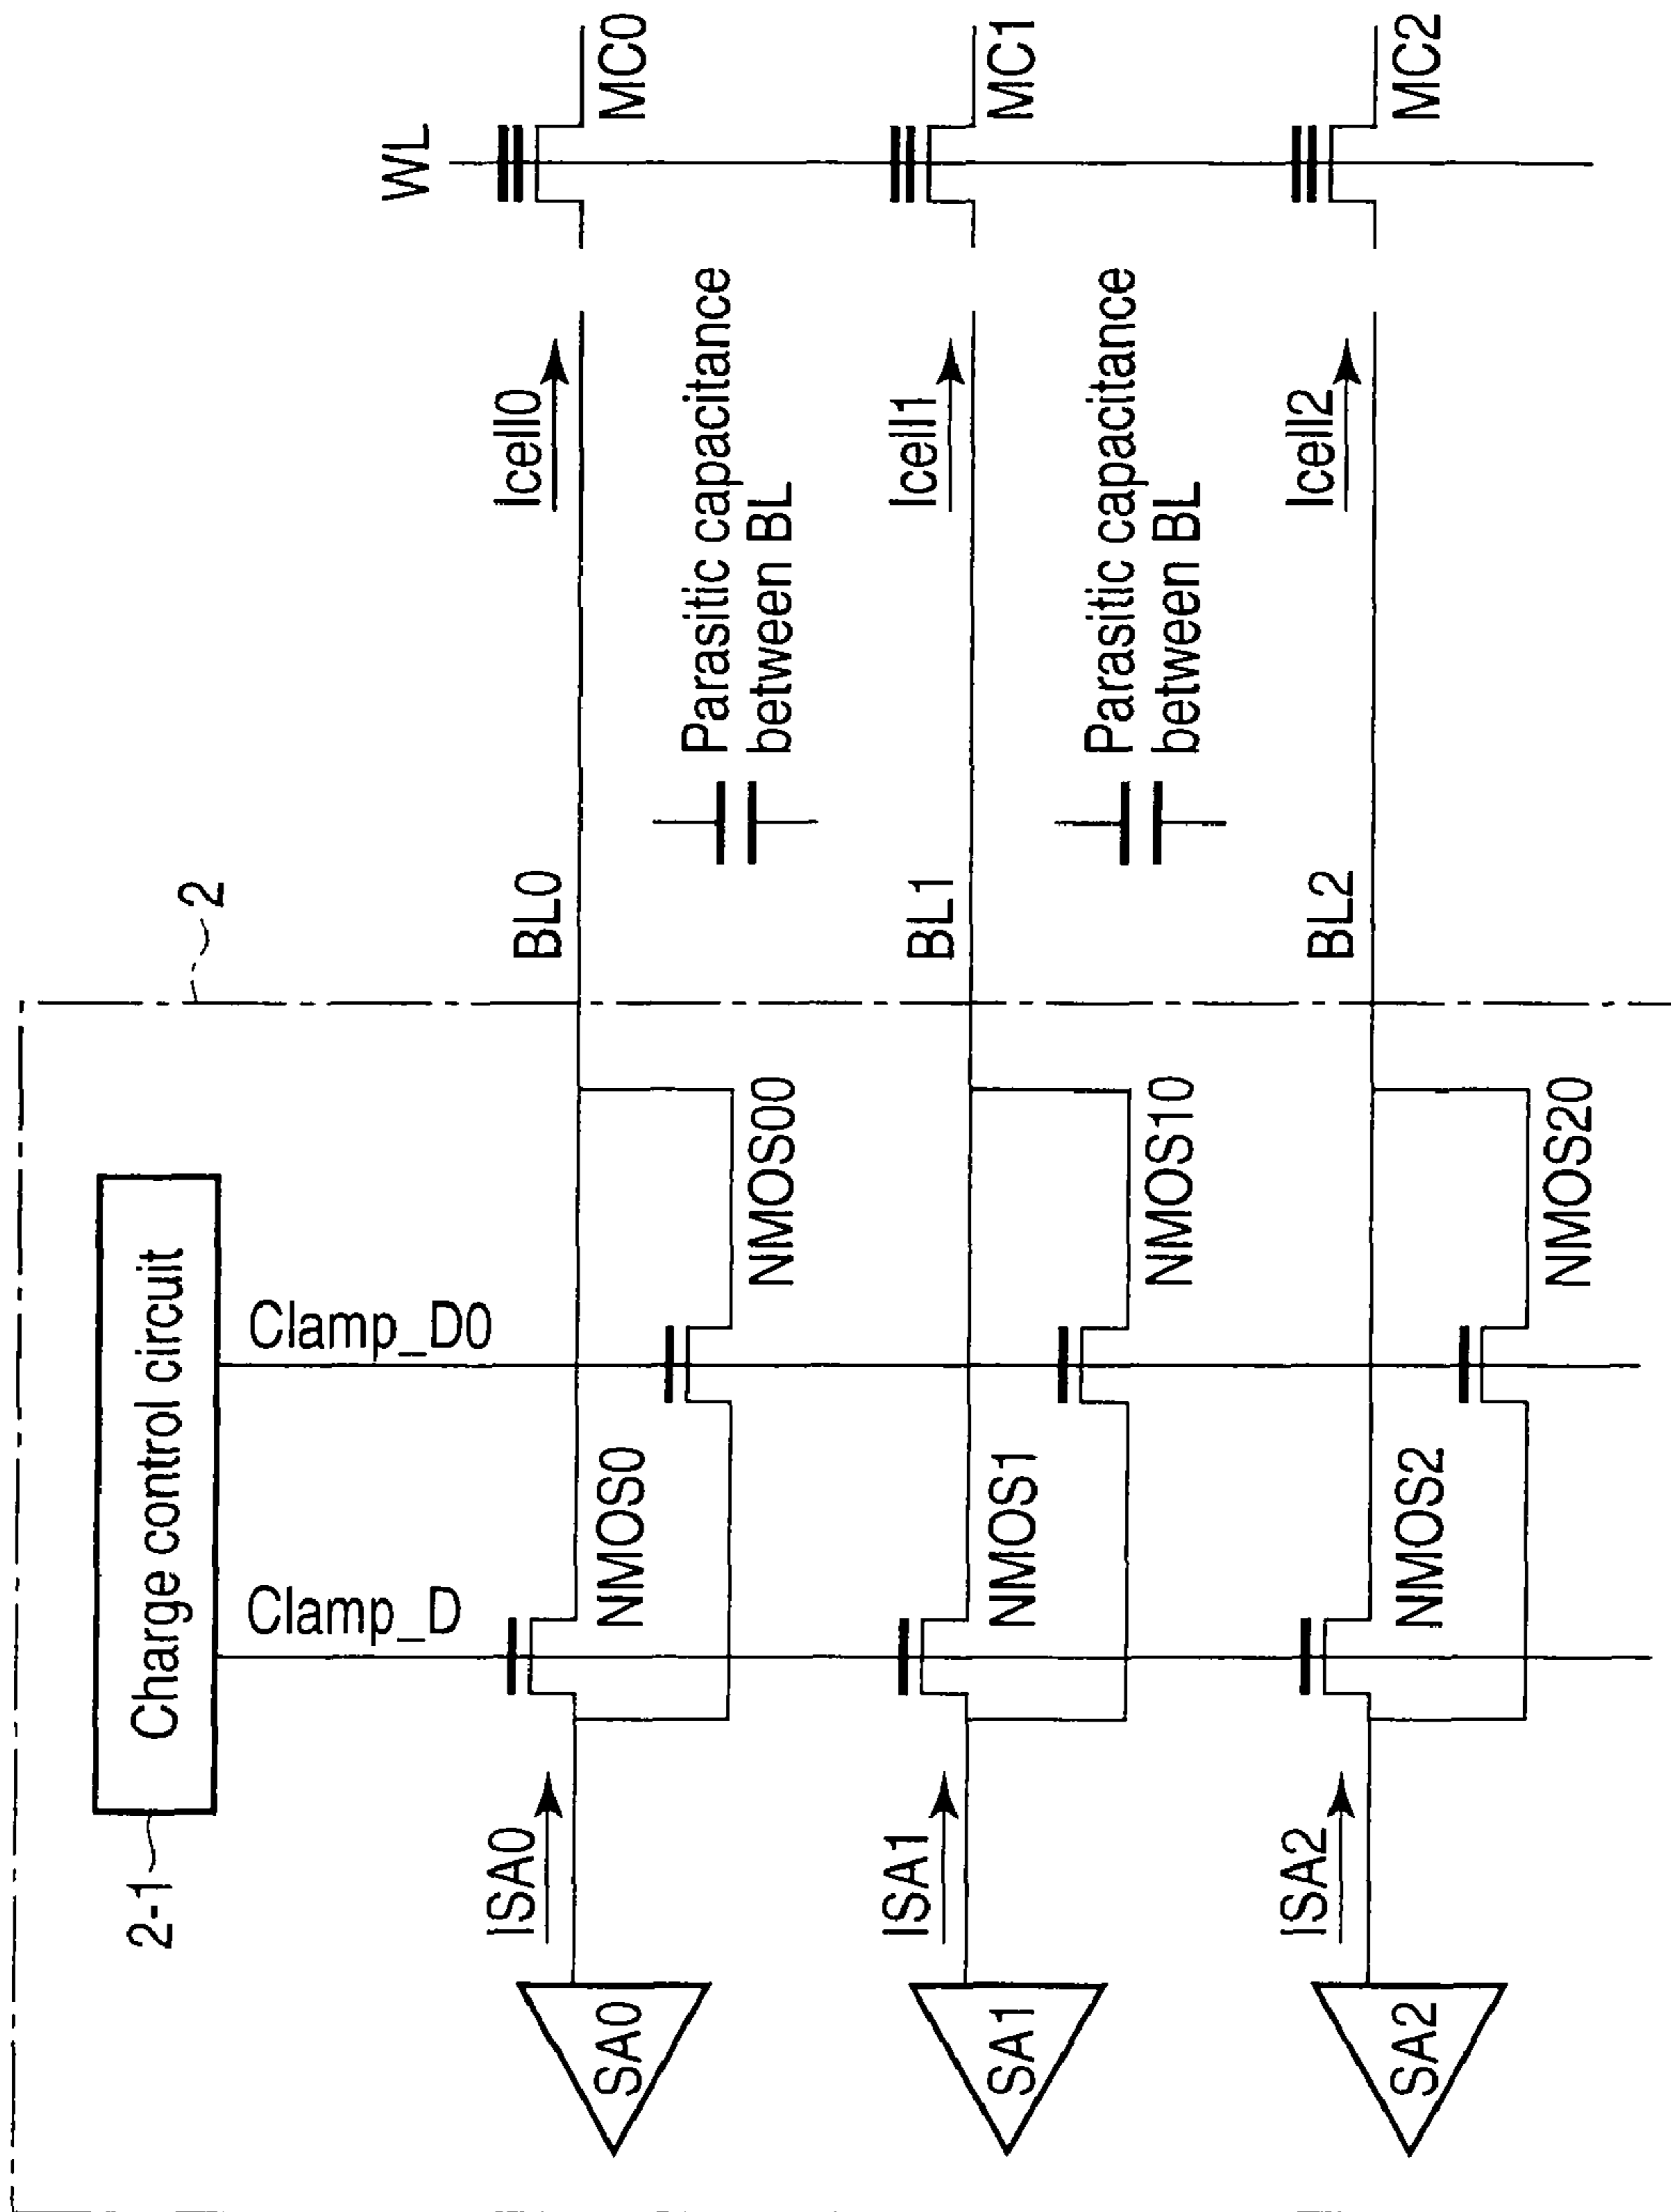 2
Charge control circuit
2-1
Clamp_D
Clamp_D0
WL
ISA0
NMOS0
NMOS00
BL0
Icell0
MC0
SA0
Parasitic capacitance
between BL
ISA1
NMOS1
NMOS10
BL1
Icell1
MC1
SA1
Parasitic capacitance
between BL
ISA2
NMOS2
NMOS20
BL2
Icell2
MC2
SA2